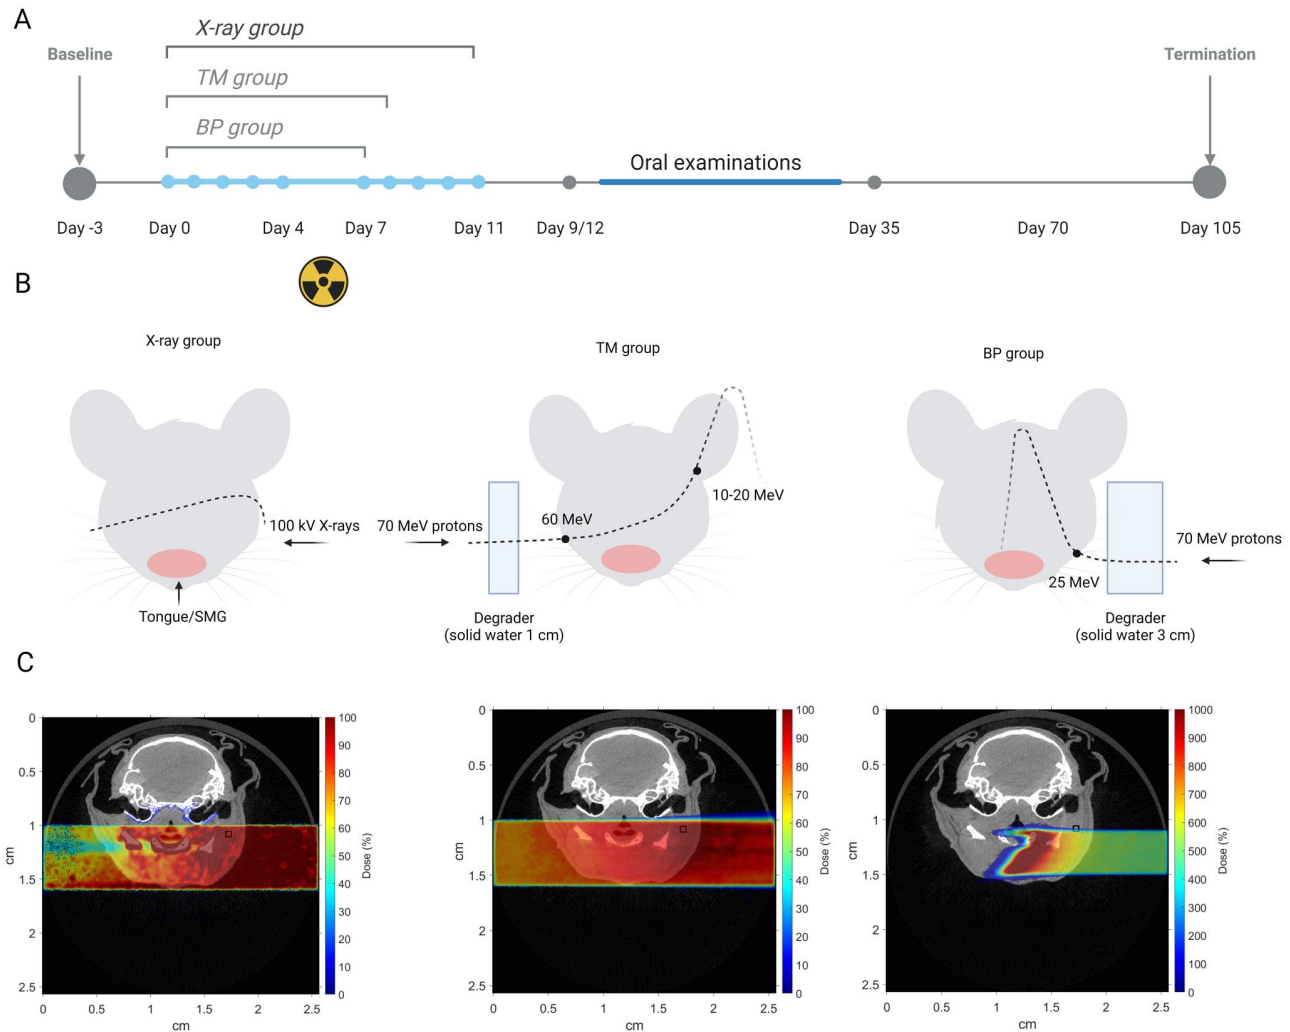 A
X-ray group
Baseline
Termination
TM group
BP group
Oral examinations
Day -3
Day 0
Day 4
Day 7
Day 11
Day 9/12
Day 35
Day 70
Day 105
B
X-ray group
TM group
BP group
100 kV X-rays
Tongue/SMG
70 MeV protons
60 MeV
10-20 MeV
Degrader
(solid water 1 cm)
25 MeV
70 MeV protons
Degrader
(solid water 3 cm)
C
0
0.5
1
1.5
2
2.5
cm
0
0.5
1
1.5
2
2.5
cm
100
90
80
70
60
50
40
30
20
10
0
Dose (%)
0
0.5
1
1.5
2
2.5
cm
0
0.5
1
1.5
2
2.5
cm
100
90
80
70
60
50
40
30
20
10
0
Dose (%)
0
0.5
1
1.5
2
2.5
cm
0
0.5
1
1.5
2
2.5
cm
1000
900
800
700
600
500
400
300
200
100
0
Dose (%)